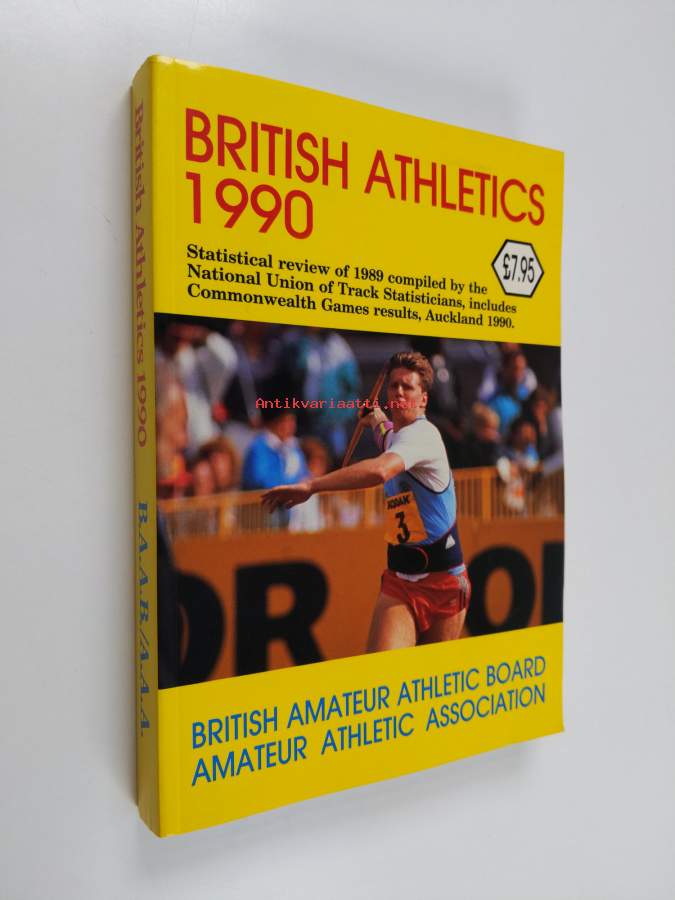 British Athletics 1990
B.A.A.B./A.A.A.
BRITISH ATHLETICS
1990
£7.95
Statistical review of 1989 compiled by the
National Union of Track Statisticians, includes
Commonwealth Games results, Auckland 1990.
Antikvariaatti.net
KODAK
3
OR
BRITISH AMATEUR ATHLETIC BOARD
AMATEUR ATHLETIC ASSOCIATION